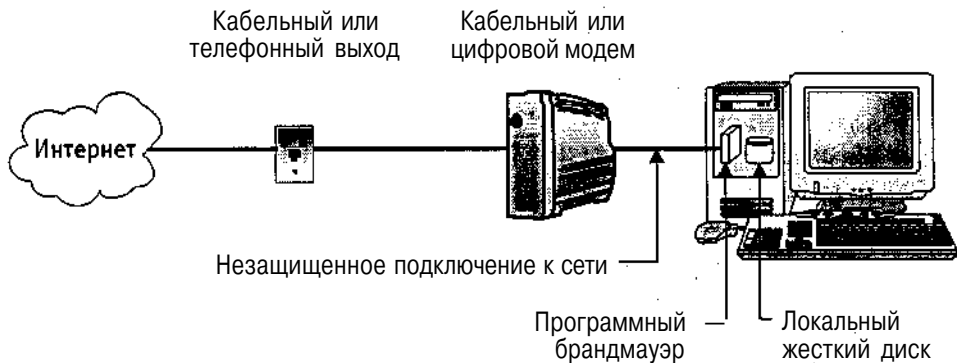 Кабельный или
телефонный выход
Кабельный или
цифровой модем
Интернет
Незащищенное подключение к сети
Программный
брандмауэр
Локальный
жесткий диск